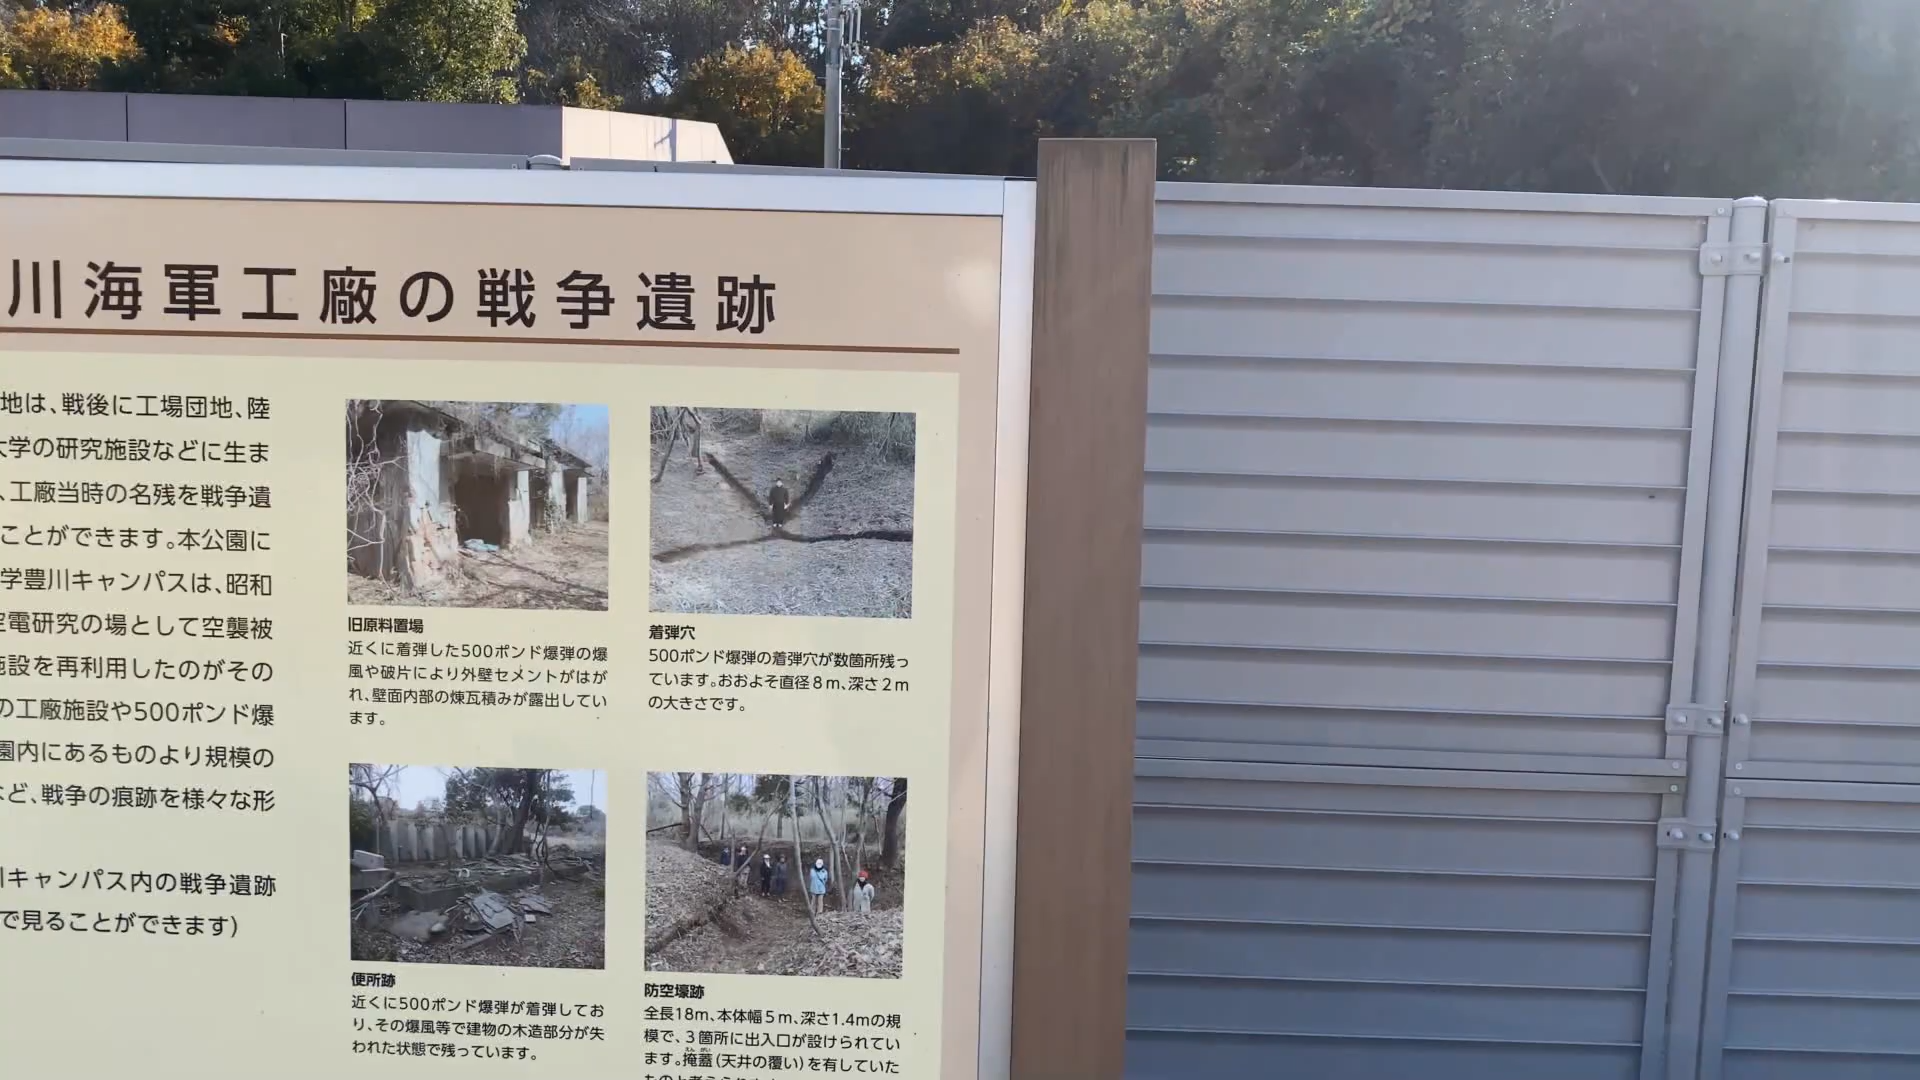 川海軍工廠の戦争遺跡
地は、戦後に工場団地、陸
大学の研究施設などに生ま
、工廠当時の名残を戦争遺
ことができます。本公園に
学豊川キャンパスは、昭和
空電研究の場として空襲被
施設を再利用したのがその
の工廠施設や500ポンド爆
園内にあるものより規模の
など、戦争の痕跡を様々な形
川キャンパス内の戦争遺跡
で見ることができます)
旧原料置場
近くに着弾した500ポンド爆弾の爆
風や破片により外壁セメントがはが
れ、壁面内部の煉瓦積みが露出してい
ます。
着弾穴
500ポンド爆弾の着弾穴が数箇所残っ
ています。おおよそ直径8m、深さ2m
の大きさです。
便所跡
近くに500ポンド爆弾が着弾してお
り、その爆風等で建物の木造部分が失
われた状態で残っています。
防空壕跡
全長18m、本体幅5m、深さ1.4mの規
模で、3箇所に出入口が設けられてい
ます。掩蓋(天井の覆い)を有していた